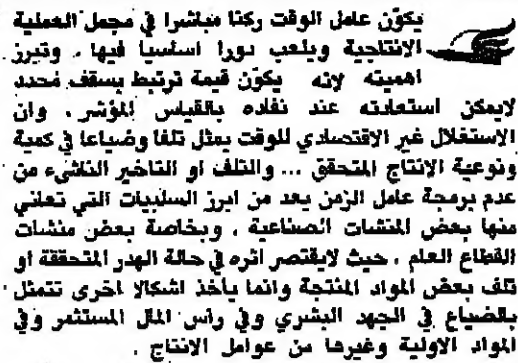 يكوّن عامل الوقت ركنا مباشرا في مجمل العملية
الانتاجية ويلعب دورا اساسيا فيها . وتبرز
اهميته لانه يكوّن قيمة ترتبط بسقف محدد
لايمكن استعادته عند نفاده بالقياس المؤشر . وان
الاستغلال غير الاقتصادي للوقت يمثل تلفا وضياعا في كمية
ونوعية الانتاج المتحقق ... والتلف او التاخير الناشىء من
عدم برمجة عامل الزمن يعد من ابرز السلبيات التي تعاني
منها بعض المنشات الصناعية ، وبخاصة بعض منشات
القطاع العام ، حيث لايقتصر اثره في حالة الهدر المتحققة او
تلف بعض المواد المنتجة وانما ياخذ اشكالا اخرى تتمثل
بالضياع في الجهد البشري وفي راس المال المستثمر وفي
المواد الاولية وغيرها من عوامل الانتاج .